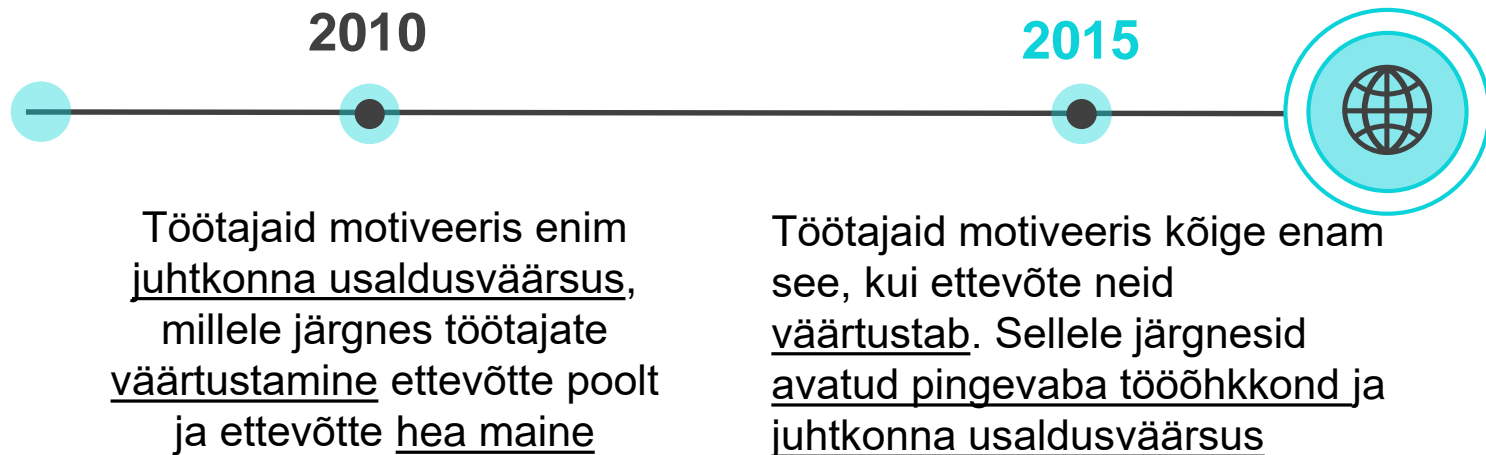 2010
2015
Töötajaid motiveeris enim
juhtkonna usaldusväärsus,
millele järgnes töötajate
väärtustamine ettevõtte poolt
ja ettevõtte hea maine
Töötajaid motiveeris kõige enam
see, kui ettevõte neid
väärtustab. Sellele järgnesid
avatud pingevaba tööõhkkond ja
juhtkonna usaldusväärsus